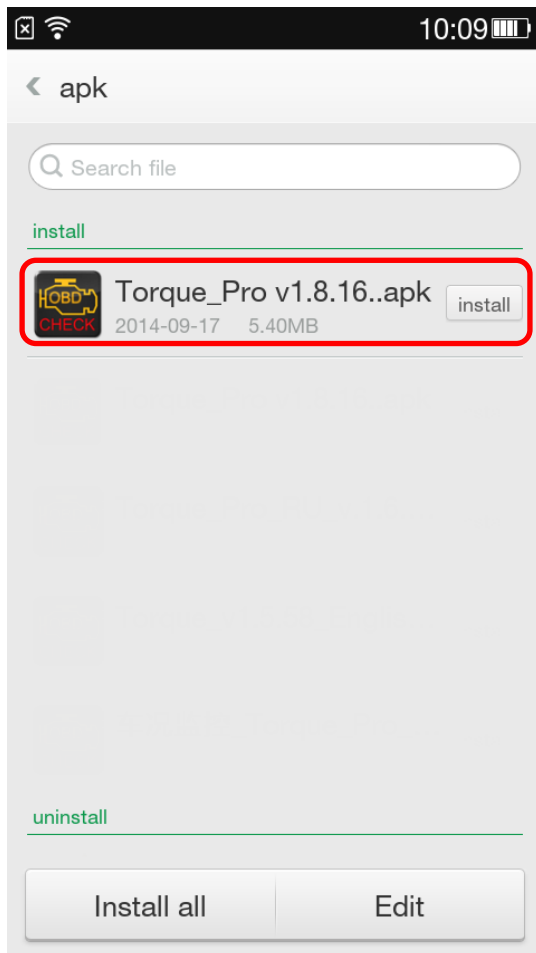 10:09
apk
Search file
install
Torque_Pro v1.8.16..apk
2014-09-17 5.40MB
install
OBD
CHECK
uninstall
Install all
Edit